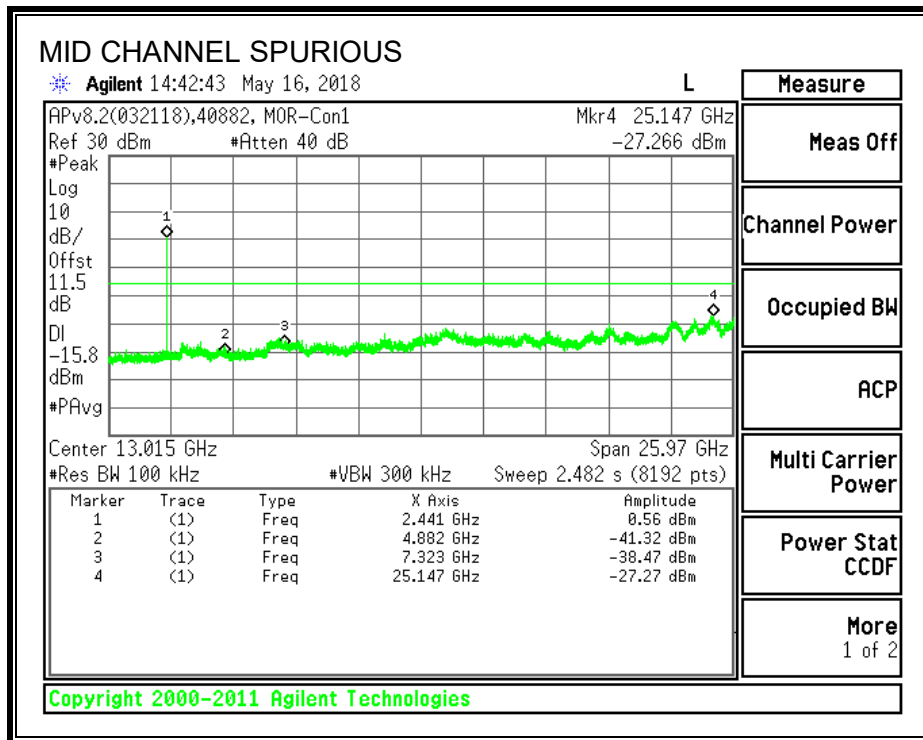 MID CHANNEL SPURIOUS
Agilent 14:42:43 May 16, 2018 L
APv8.2(032118),40882, MOR-Con1 Mkr4 25.147 GHz
Ref 30 dBm #Atten 40 dB -27.266 dBm
#Peak
Log
10
dB/
Offst
11.5
dB
DI
-15.8
dBm
#PAvg
1
2
3
4
Center 13.015 GHz Span 25.97 GHz
#Res BW 100 kHz #VBW 300 kHz Sweep 2.482 s (8192 pts)
Marker Trace Type X Axis Amplitude
1 (1) Freq 2.441 GHz 0.56 dBm
2 (1) Freq 4.882 GHz -41.32 dBm
3 (1) Freq 7.323 GHz -38.47 dBm
4 (1) Freq 25.147 GHz -27.27 dBm
Measure
Meas Off
Channel Power
Occupied BW
ACP
Multi Carrier
Power
Power Stat
CCDF
More
1 of 2
Copyright 2000-2011 Agilent Technologies